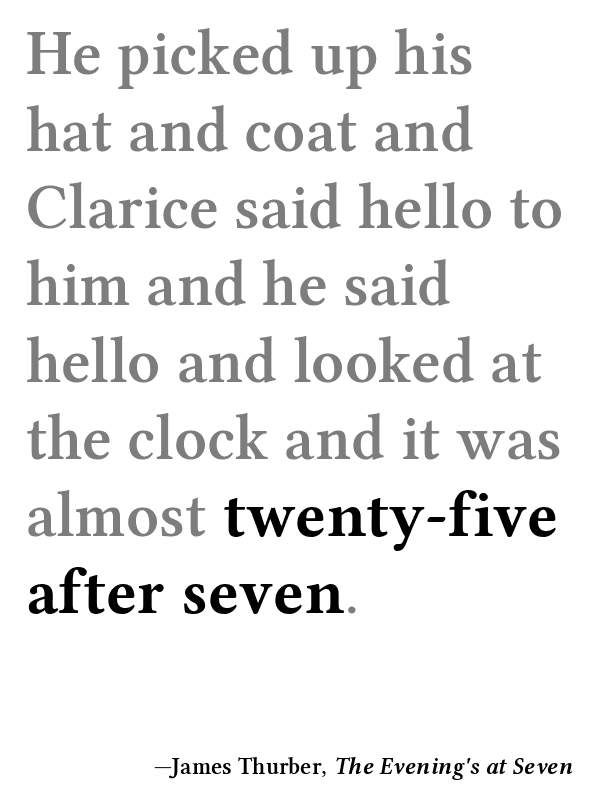 He picked up his
hat and coat and
Clarice said hello to
him and he said
hello and looked at
the clock and it was
almost twenty-five
after seven.
—James Thurber, The Evening's at Seven